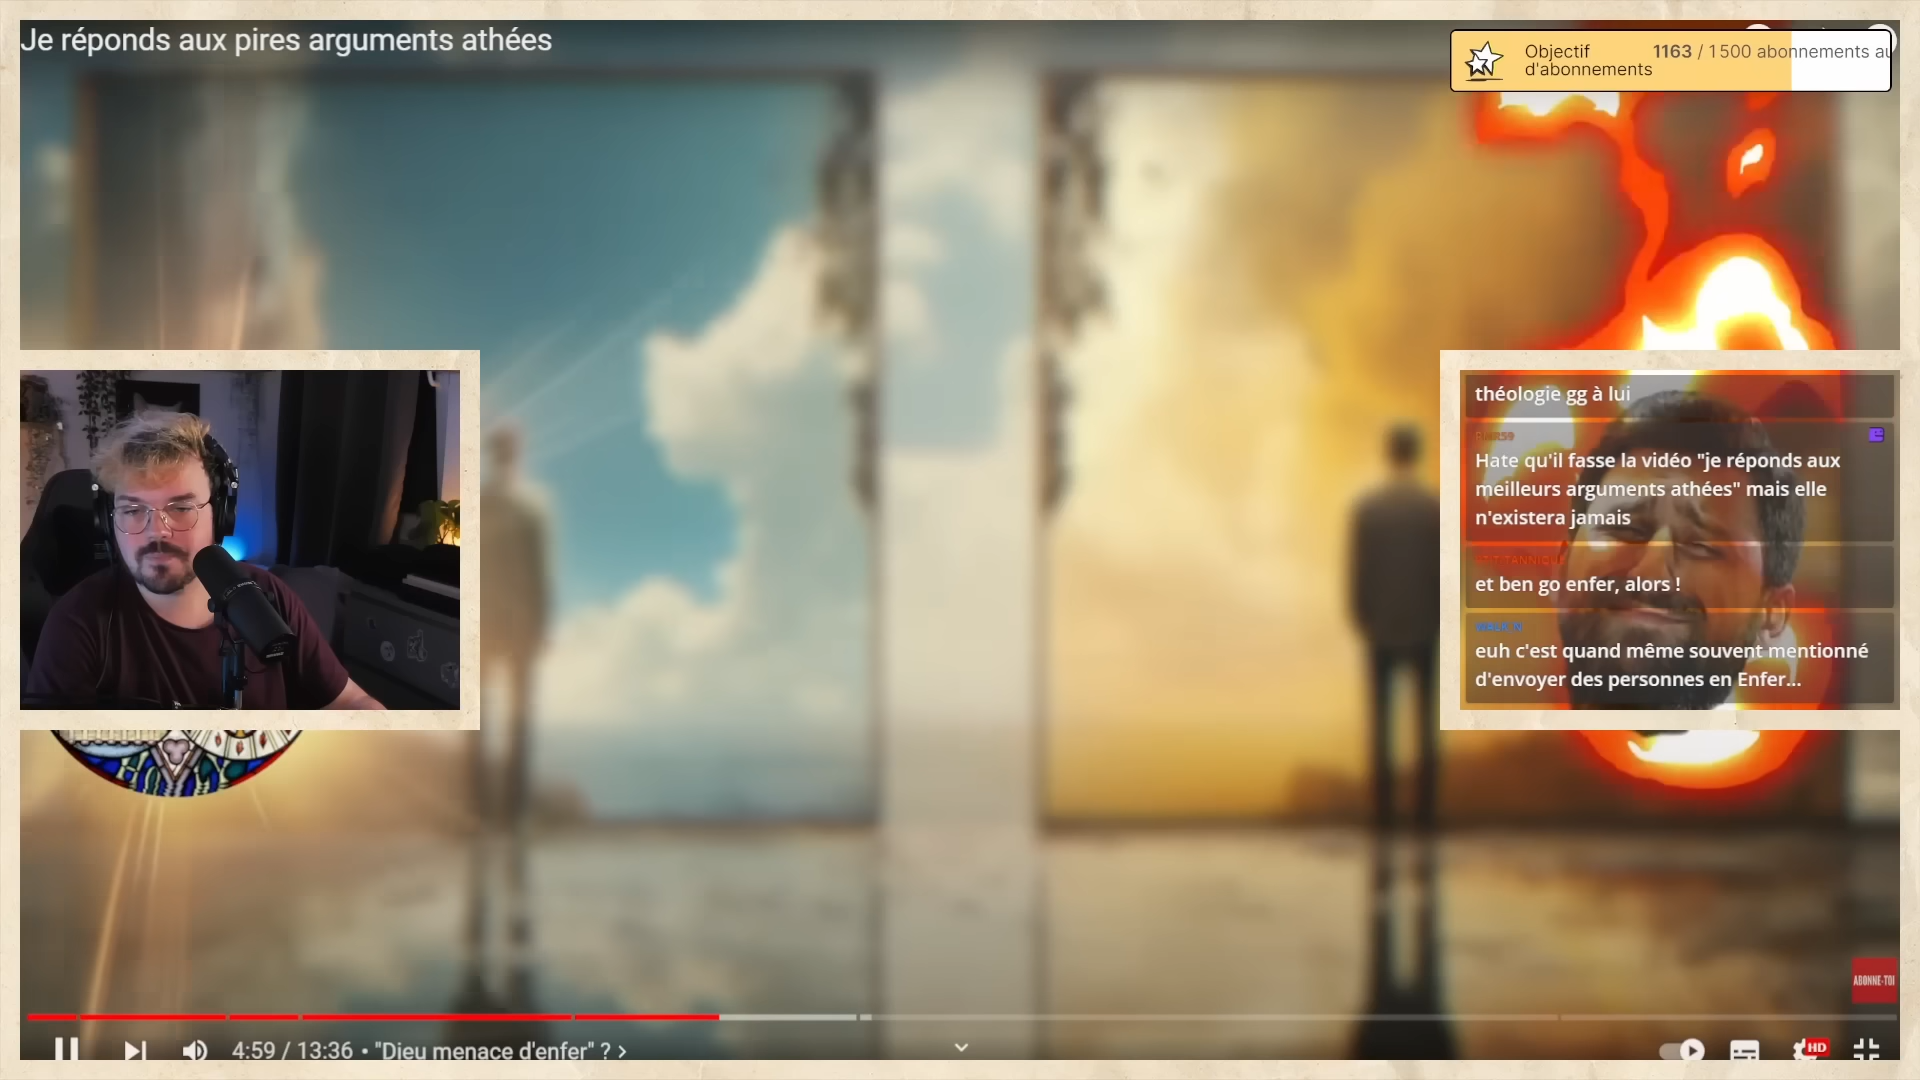 Je réponds aux pires arguments athées
Objectif
d'abonnements
1163 / 1500 abonnements au
théologie gg à lui
Hate qu'il fasse la vidéo "je réponds aux
meilleurs arguments athées" mais elle
n'existera jamais
et ben go enfer, alors !
euh c'est quand même souvent mentionné
d'envoyer des personnes en Enfer...
ABONNE-TOI
4:59 / 13:36 • "Dieu menace d'enfer" ? ›
HD